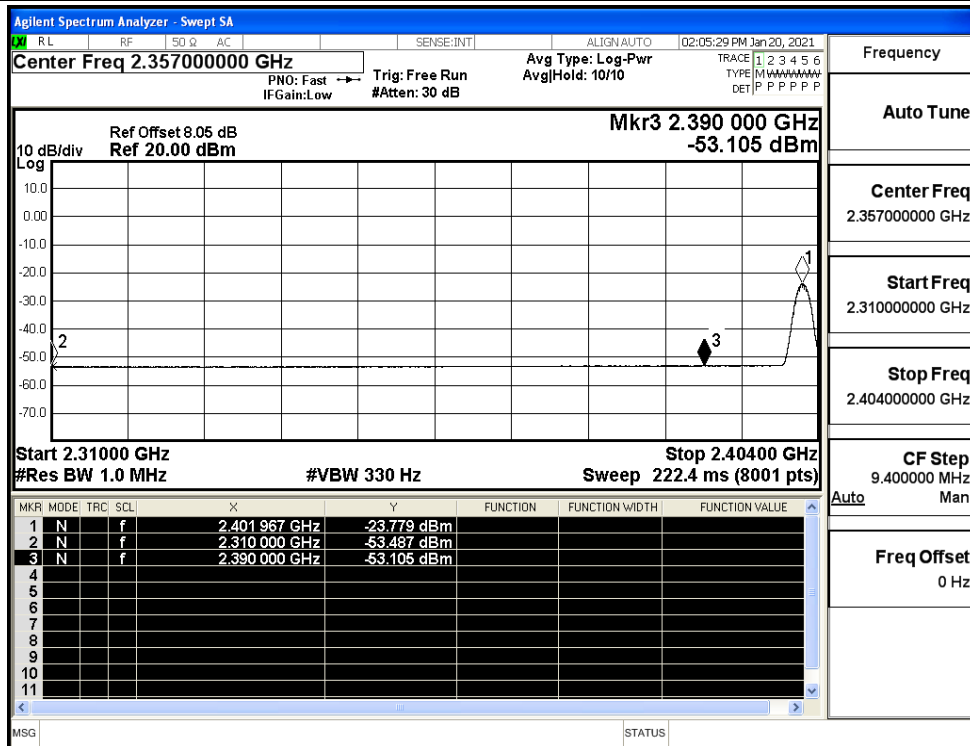 Agilent Spectrum Analyzer - Swept SA
LXI RL RF 50 Ω AC SENSE:INT ALIGN AUTO 02:05:29 PM Jan 20, 2021
Center Freq 2.357000000 GHz
PNO: Fast
IFGain:Low
Trig: Free Run
#Atten: 30 dB
Avg Type: Log-Pwr
Avg|Hold: 10/10
TRACE 1 2 3 4 5 6
TYPE M WWWWW
DET P P P P P P
Ref Offset 8.05 dB
10 dB/div Ref 20.00 dBm
Log
Mkr3 2.390 000 GHz
-53.105 dBm
10.0
0.00
-10.0
-20.0
-30.0
-40.0
-50.0
-60.0
-70.0
1
2
3
Start 2.31000 GHz Stop 2.40400 GHz
#Res BW 1.0 MHz #VBW 330 Hz Sweep 222.4 ms (8001 pts)
MKR MODE TRC SCL X Y FUNCTION FUNCTION WIDTH FUNCTION VALUE
1 N f 2.401 967 GHz -23.779 dBm
2 N f 2.310 000 GHz -53.487 dBm
3 N f 2.390 000 GHz -53.105 dBm
4
5
6
7
8
9
10
11
MSG STATUS
Frequency
Auto Tune
Center Freq
2.357000000 GHz
Start Freq
2.310000000 GHz
Stop Freq
2.404000000 GHz
CF Step
9.400000 MHz
Auto Man
Freq Offset
0 Hz